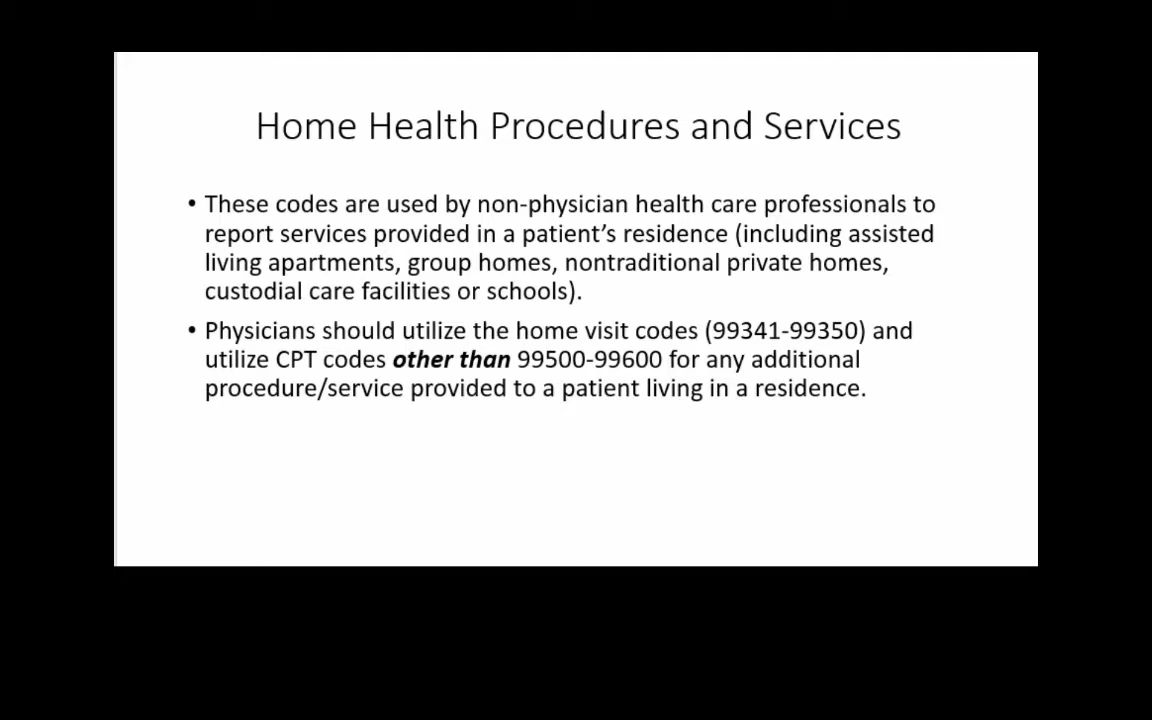 Home Health Procedures and Services
• These codes are used by non-physician health care professionals to
report services provided in a patient’s residence (including assisted
living apartments, group homes, nontraditional private homes,
custodial care facilities or schools).
• Physicians should utilize the home visit codes (99341-99350) and
utilize CPT codes other than 99500-99600 for any additional
procedure/service provided to a patient living in a residence.